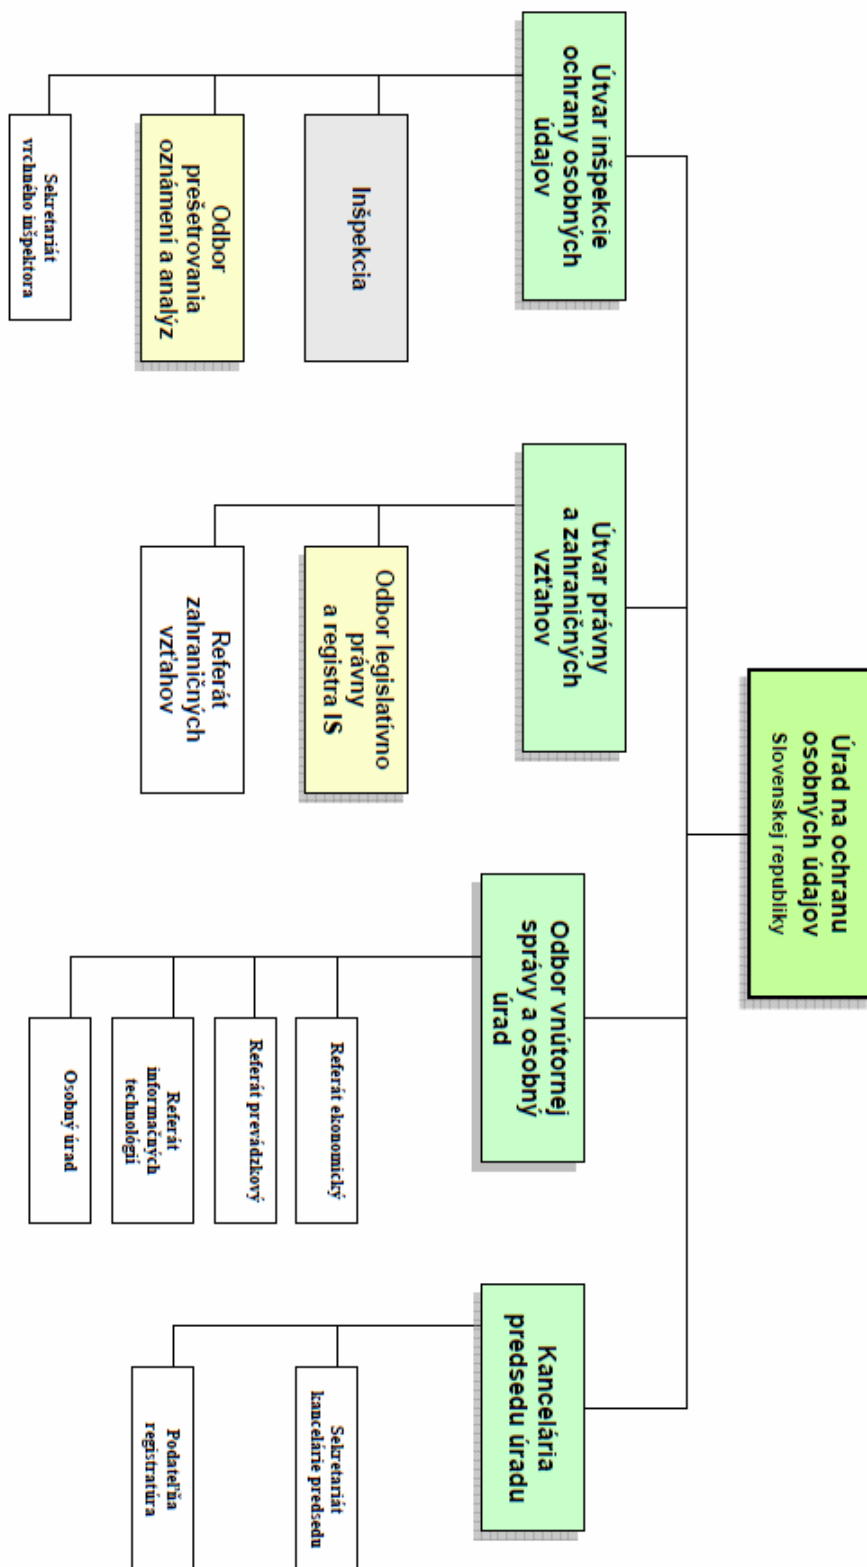 Úrad na ochranu
osobných údajov
Slovenskej republiky
Útvar inšpekcie
ochrany osobných
údajov
Inšpekcia
Odbor
prešetrovania
oznámení a analýz
Sekretariát
vrchného inšpektora
Útvar právny
a zahraničných
vzťahov
Odbor legislatívno
právny
a registra IS
Referát
zahraničných
vzťahov
Odbor vnútornej
správy a osobný
úrad
Referát ekonomický
Referát prevádzkový
Referát
informačných
technológií
Osobný úrad
Kancelária
predsedu úradu
Sekretariát
kancelárie predsedu
Podateľňa
registratúra